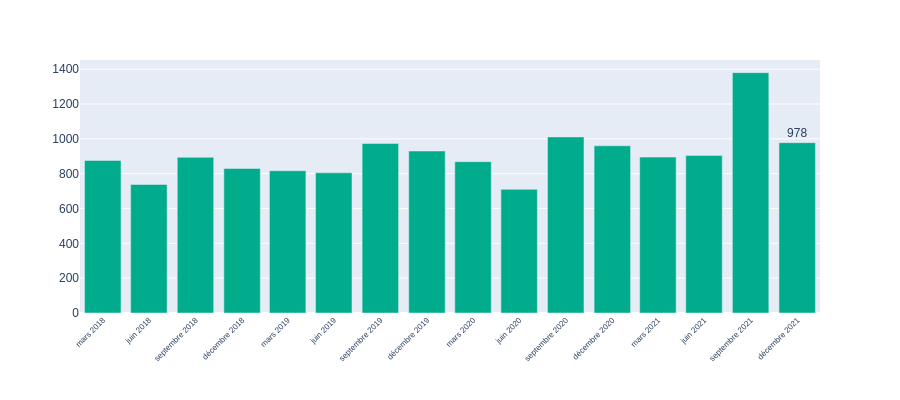 1400
1200
1000
800
600
400
200
0
978
mars 2018
juin 2018
septembre 2018
décembre 2018
mars 2019
juin 2019
septembre 2019
décembre 2019
mars 2020
juin 2020
septembre 2020
décembre 2020
mars 2021
juin 2021
septembre 2021
décembre 2021